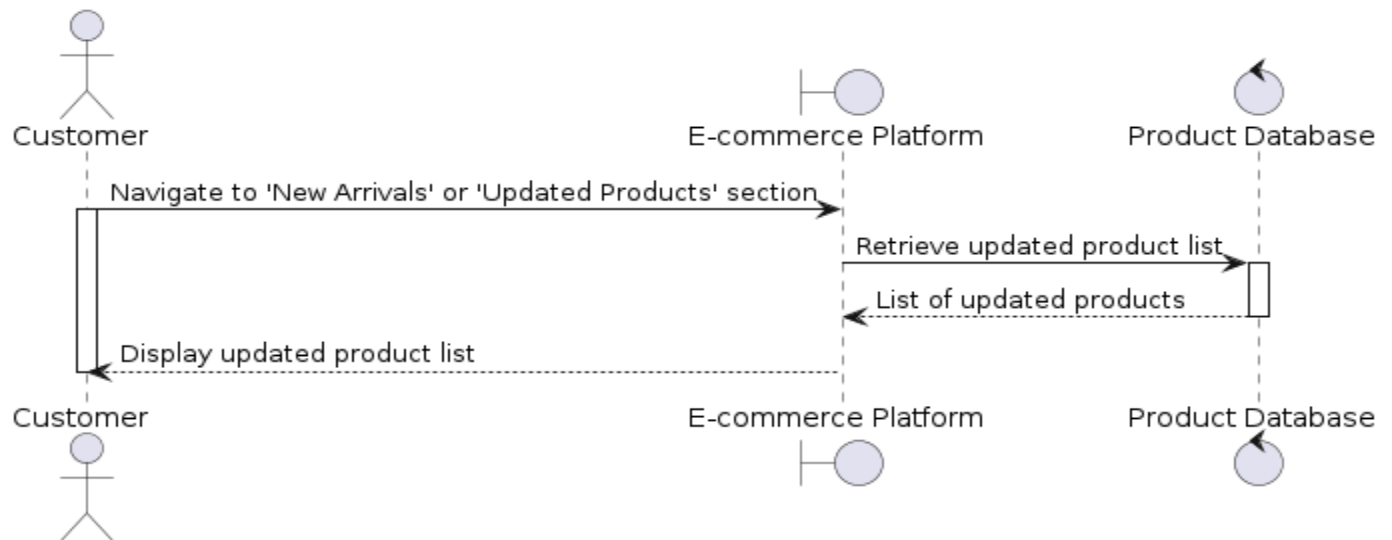 Customer
E-commerce Platform
Product Database
Navigate to 'New Arrivals' or 'Updated Products' section
Retrieve updated product list
List of updated products
Display updated product list
Customer
E-commerce Platform
Product Database